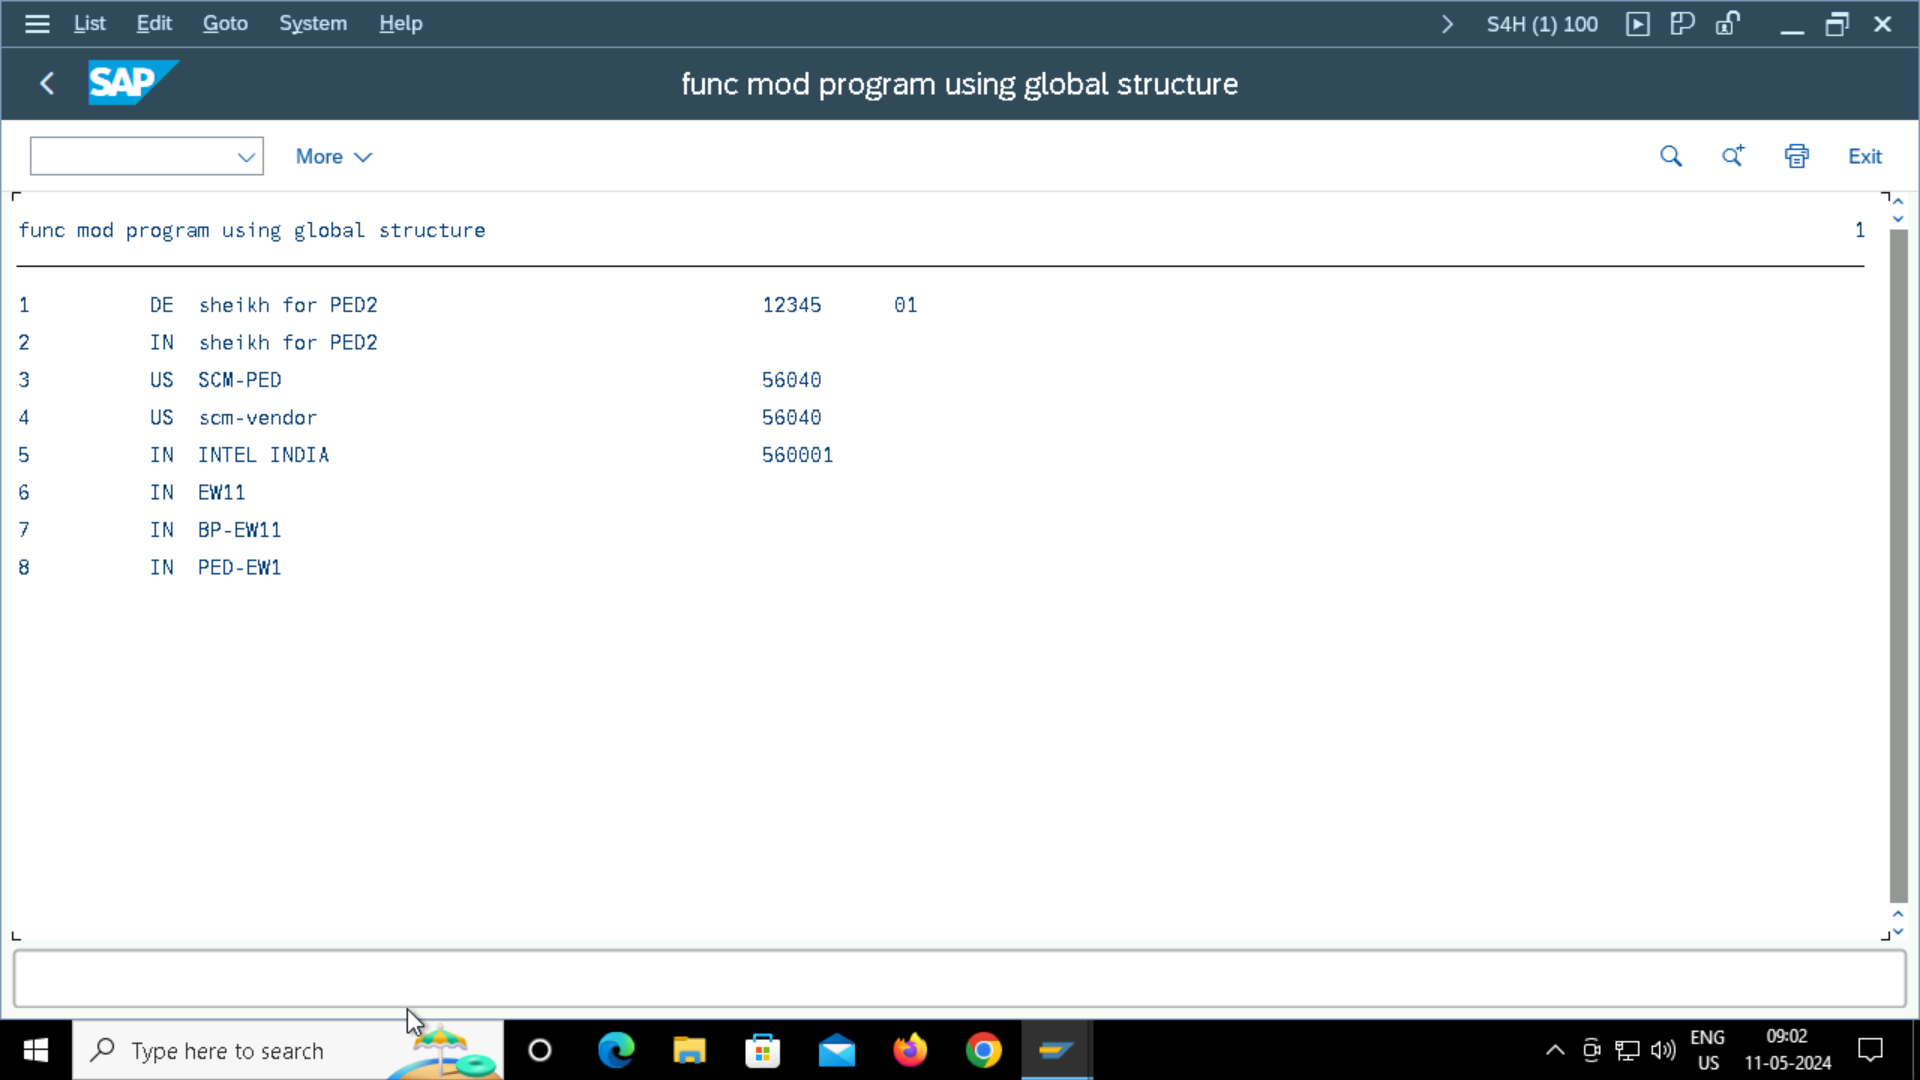 List Edit Goto System Help S4H (1) 100
SAP func mod program using global structure
More Exit
func mod program using global structure 1
1 DE sheikh for PED2 12345 01
2 IN sheikh for PED2
3 US SCM-PED 56040
4 US scm-vendor 56040
5 IN INTEL INDIA 560001
6 IN EW11
7 IN BP-EW11
8 IN PED-EW1
Type here to search
ENG
US
09:02
11-05-2024